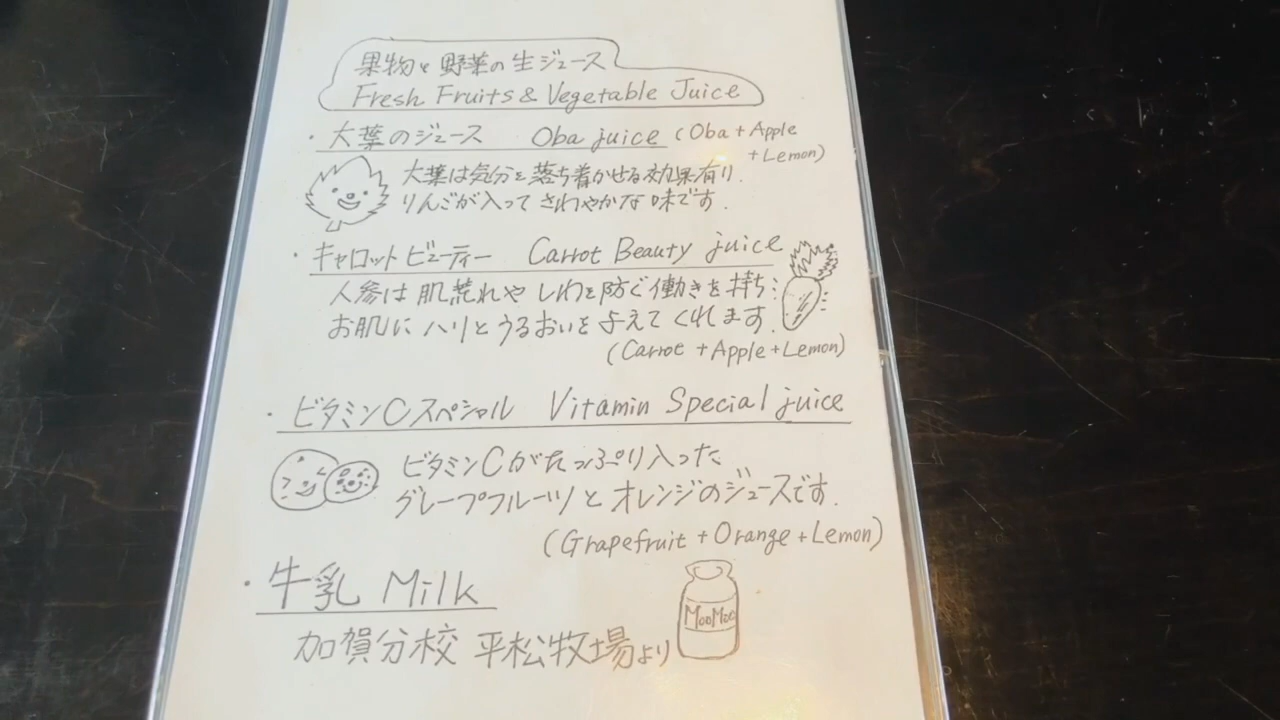 果物と野菜の生ジュース
Fresh Fruits & Vegetable Juice
・大葉のジュース Oba juice (Oba + Apple
+ Lemon)
大葉は気分を落ち着かせる効果有り.
りんごが入って さわやかな味です.
・キャロットビューティー Carrot Beauty juice
人参は肌荒れやしわを防ぐ働きを持ち
お肌にハリとうるおいを与えてくれます.
(Carrot + Apple + Lemon)
・ビタミンCスペシャル Vitamin Special juice
ビタミンCがたっぷり入った
グレープフルーツとオレンジのジュースです.
(Grapefruit + Orange + Lemon)
・牛乳 Milk
MooMoo
加賀分校 平松牧場より